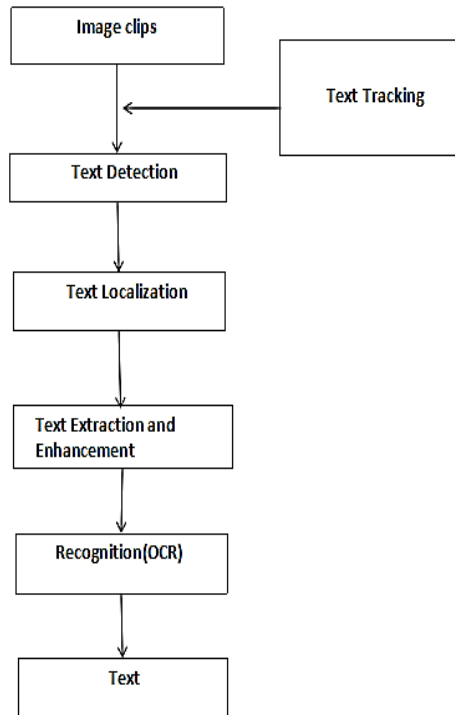 Image clips
Text Tracking
Text Detection
Text Localization
Text Extraction and
Enhancement
Recognition(OCR)
Text